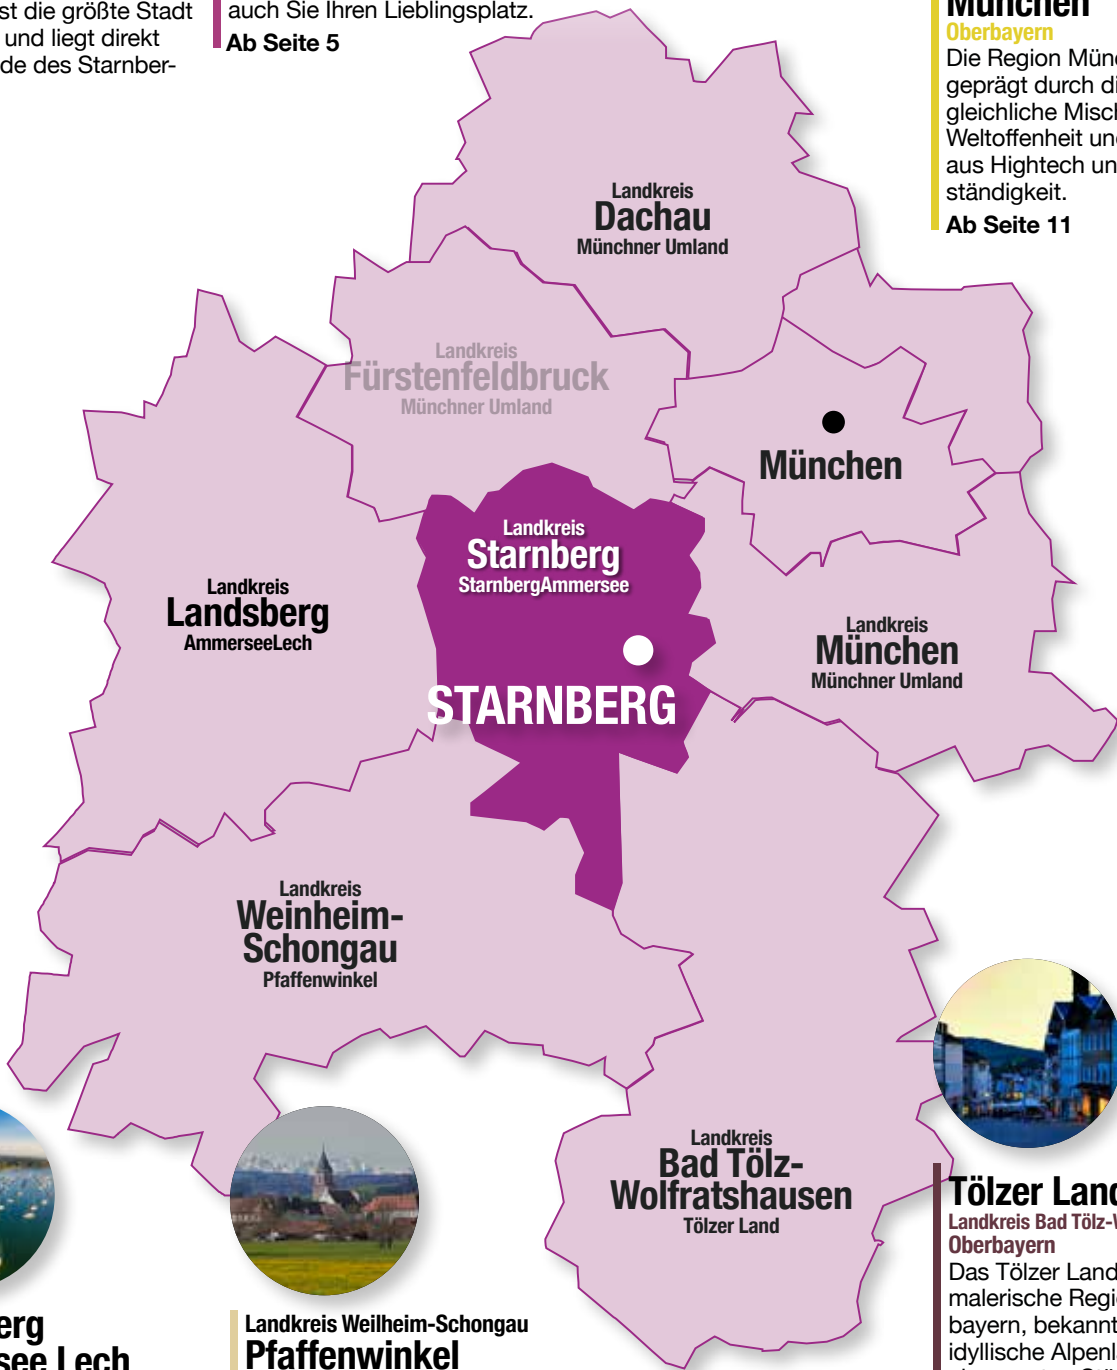 st die größte Stadt
und liegt direkt
de des Starnber-
auch Sie Ihren Lieblingsplatz.
Ab Seite 5
München
Oberbayern
Die Region Münc
geprägt durch di
gleichliche Misch
Weltoffenheit und
aus Hightech un
ständigkeit.
Ab Seite 11
Landkreis
Dachau
Münchner Umland
Landkreis
Fürstenfeldbruck
Münchner Umland
München
Landkreis
Starnberg
StarnbergAmmersee
Landkreis
Landsberg
AmmerseeLech
Landkreis
München
Münchner Umland
STARNBERG
Landkreis
Weinheim-
Schongau
Pfaffenwinkel
Landkreis
Bad Tölz-
Wolfratshausen
Tölzer Land
Tölzer Land
Landkreis Bad Tölz-W
Oberbayern
Das Tölzer Land
malerische Regi
bayern, bekannt
idyllische Alpenl
erg
see Lech
Landkreis Weilheim-Schongau
Pfaffenwinkel